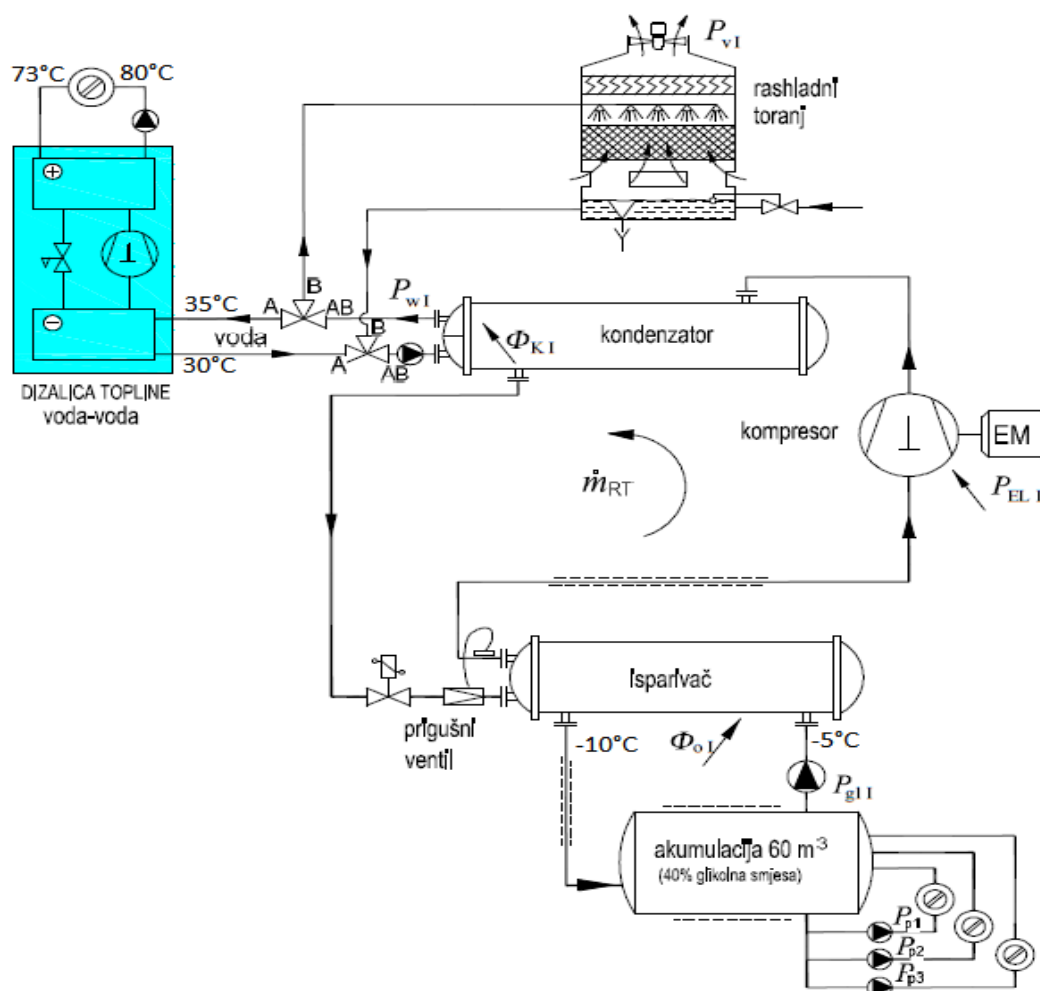 73°C
80°C
P_vI
rashladni
toranj
B
35°C
A
AB
P_wI
voda
B
30°C
A
AB
DIZALICA TOPLINE
voda-voda
Φ_KI
kondenzator
kompresor
EM
ṁ_RT
P_EL I
Isparivač
prigušni
ventil
-10°C
Φ_oI
-5°C
P_gl I
akumulacija 60 m³
(40% glikolna smjesa)
P_p1
P_p2
P_p3